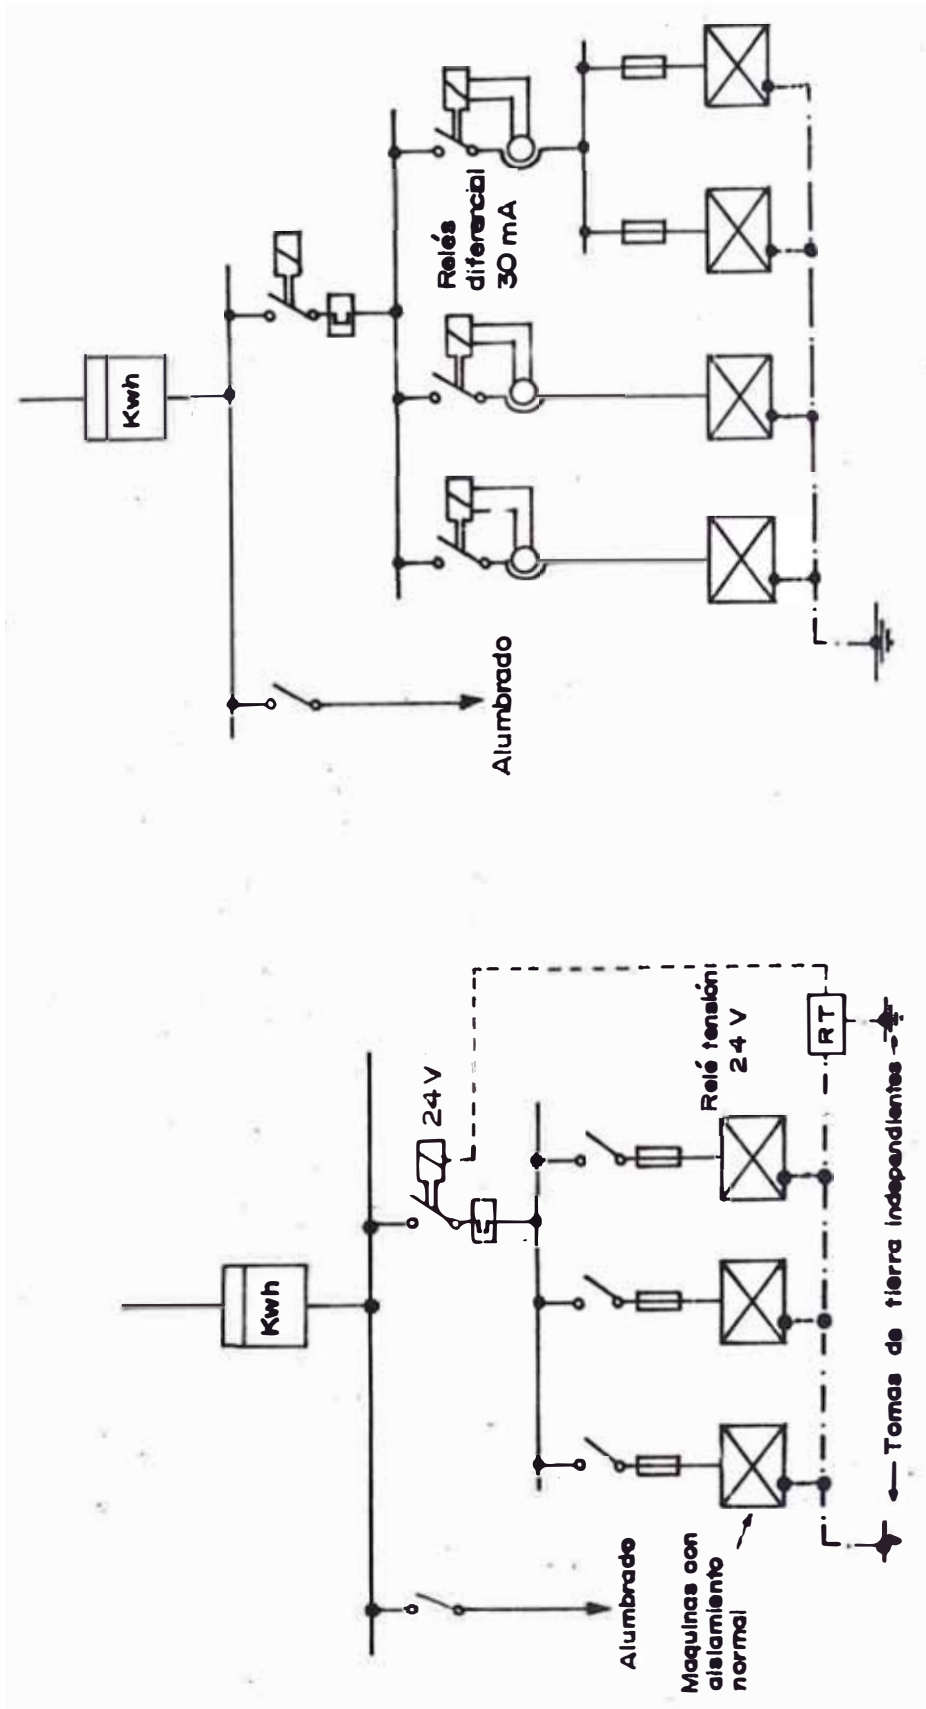 Kwh
Relés
diferencial
30 mA
Alumbrado
Kwh
24 V
Relé tensión
24 V
RT
Tomas de tierra independientes
Alumbrado
Maquinas con
aislamiento
normal